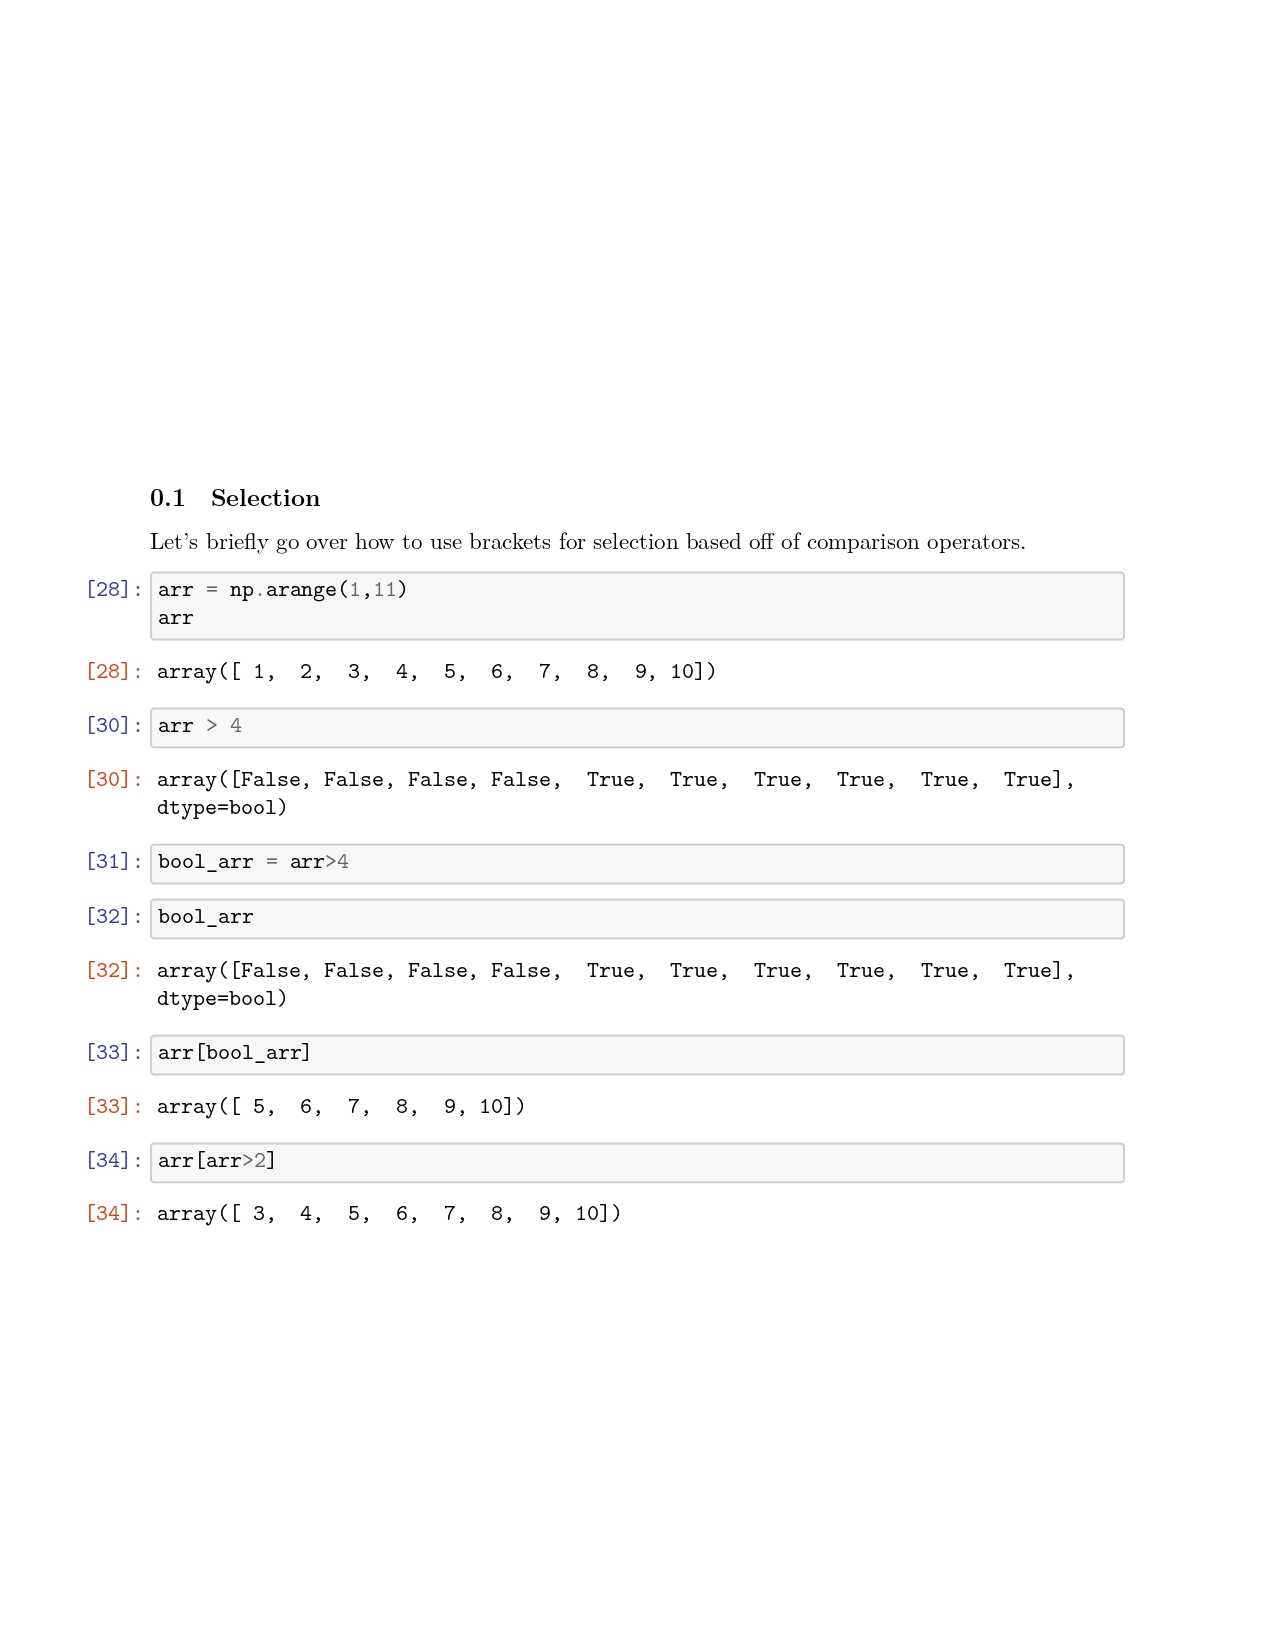 0.1 Selection
Let's briefly go over how to use brackets for selection based off of comparison operators.
[28]: arr = np.arange(1,11)
arr
[28]: array([ 1,  2,  3,  4,  5,  6,  7,  8,  9, 10])
[30]: arr > 4
[30]: array([False, False, False, False,  True,  True,  True,  True,  True,  True],
dtype=bool)
[31]: bool_arr = arr>4
[32]: bool_arr
[32]: array([False, False, False, False,  True,  True,  True,  True,  True,  True],
dtype=bool)
[33]: arr[bool_arr]
[33]: array([ 5,  6,  7,  8,  9, 10])
[34]: arr[arr>2]
[34]: array([ 3,  4,  5,  6,  7,  8,  9, 10])